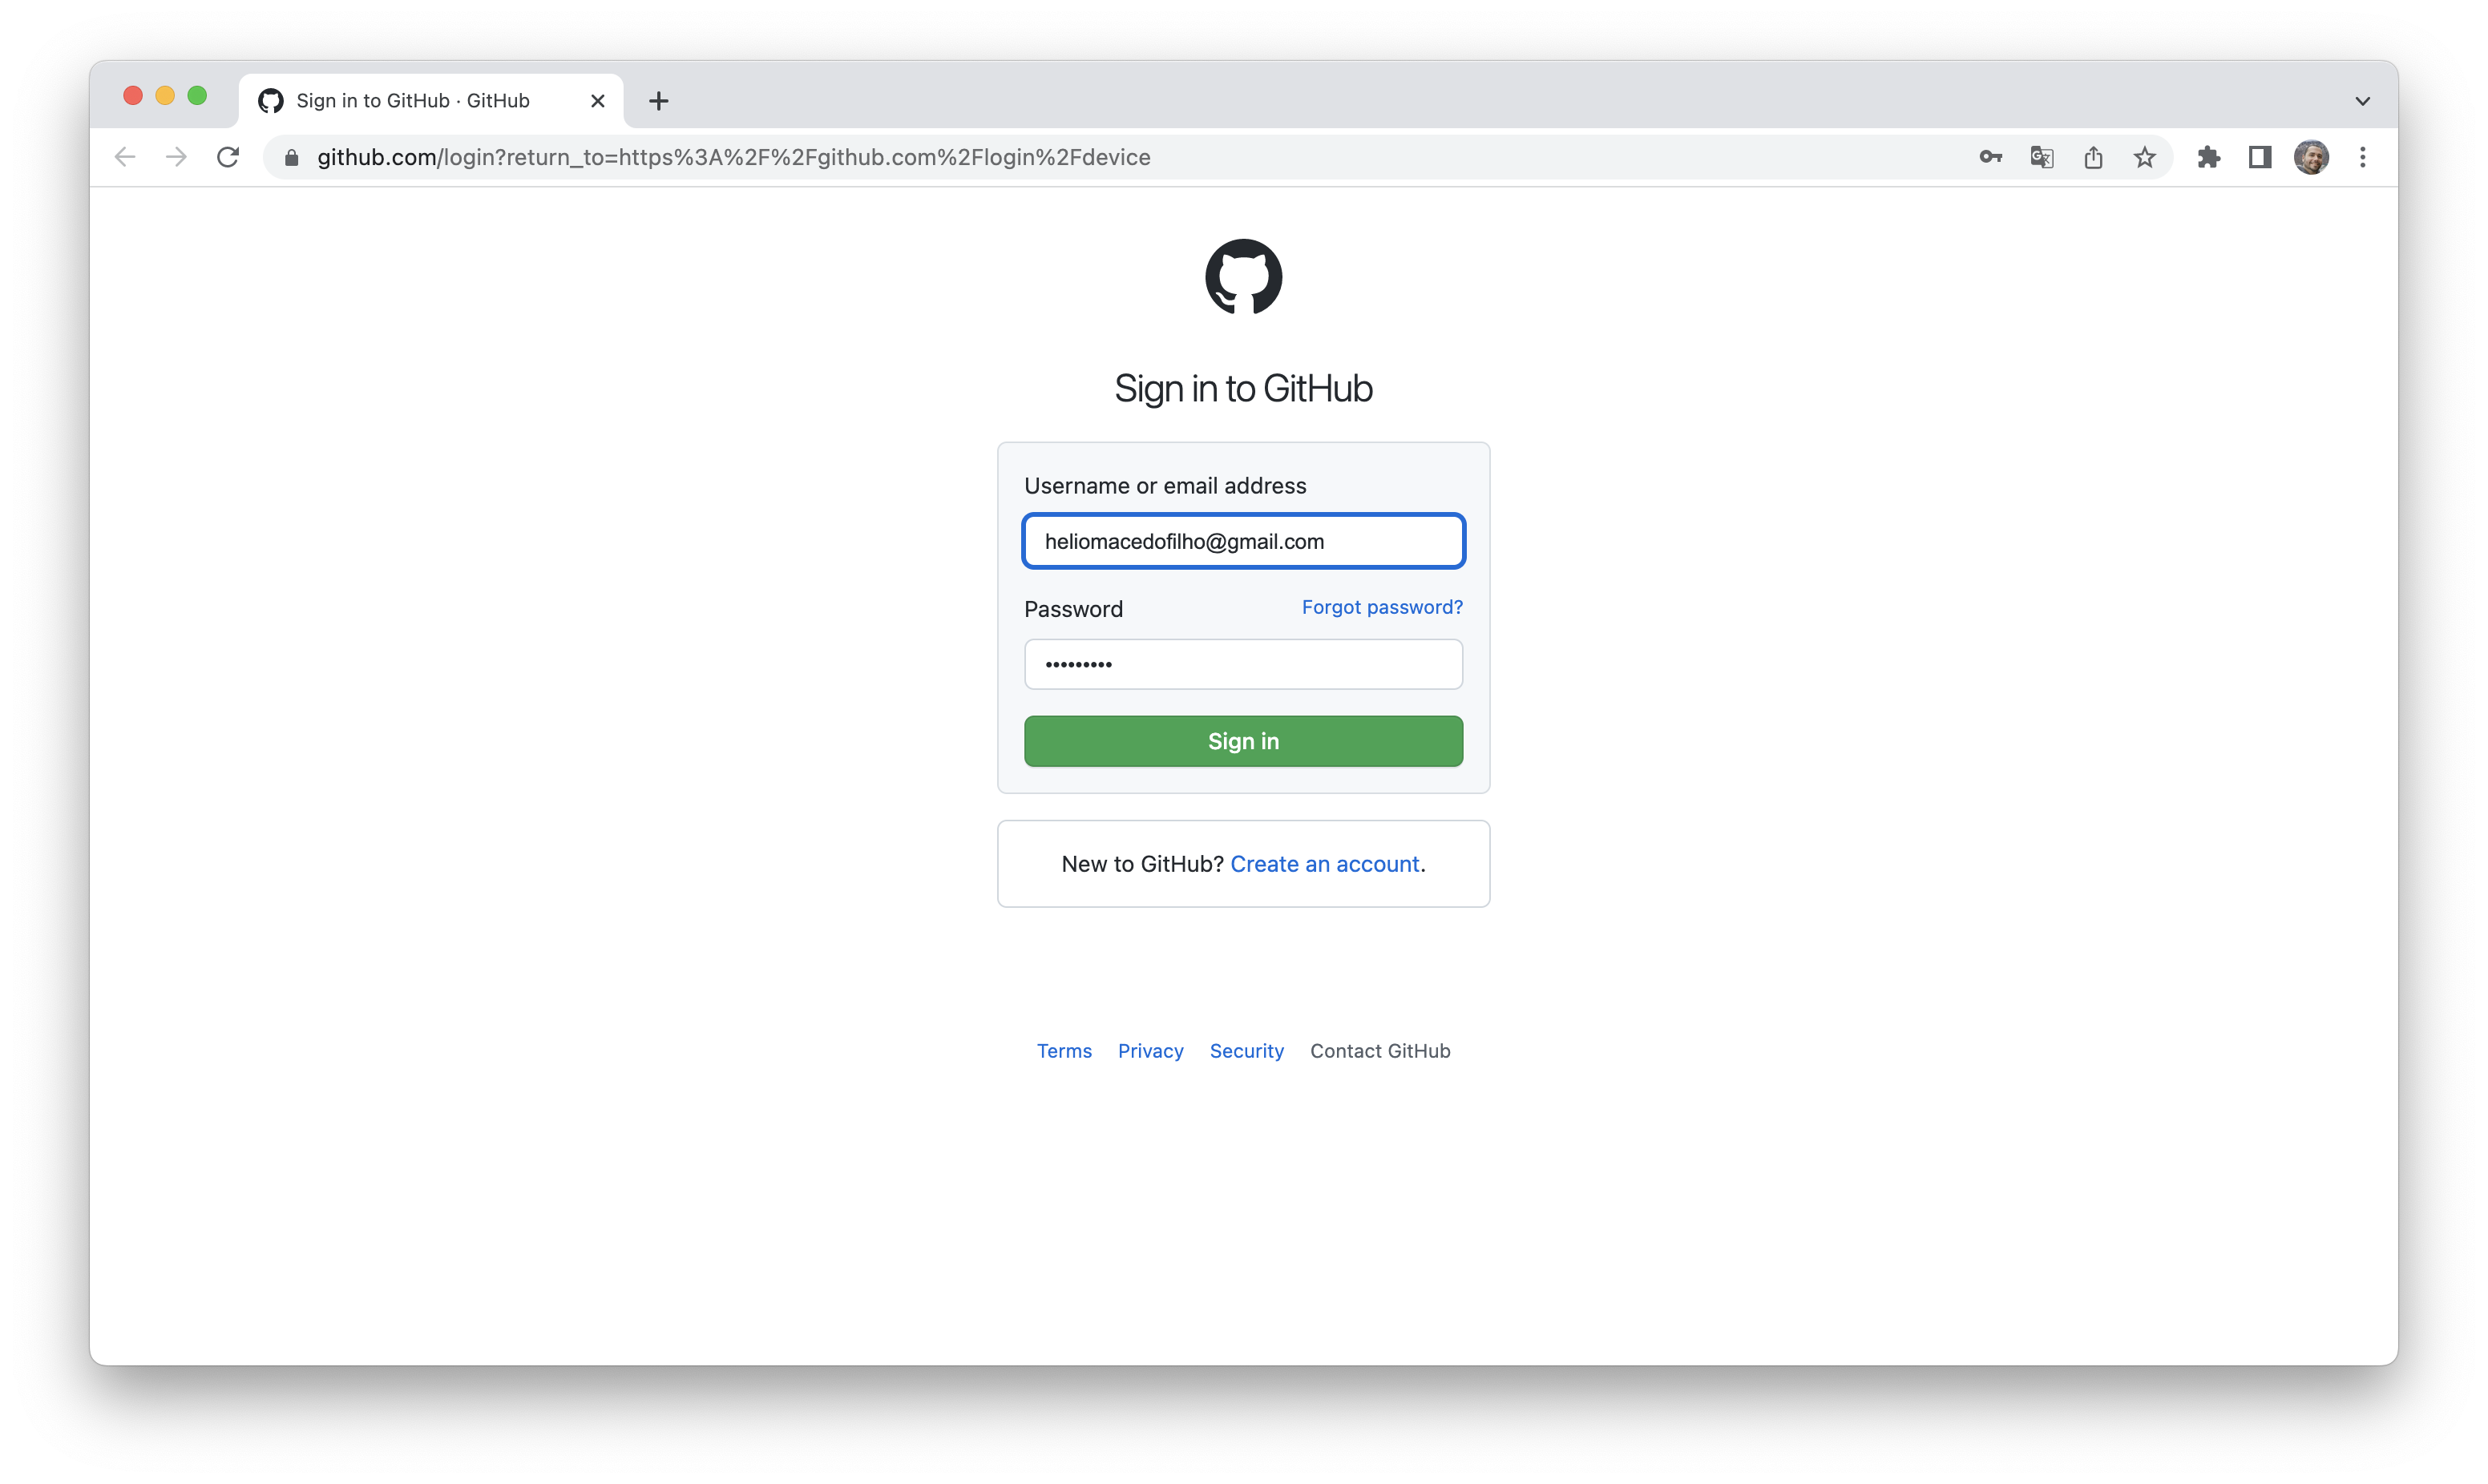 Sign in to GitHub · GitHub
github.com/login?return_to=https%3A%2F%2Fgithub.com%2Flogin%2Fdevice
Sign in to GitHub
Username or email address
heliomacedofilho@gmail.com
Password Forgot password?
•••••••••
Sign in
New to GitHub? Create an account.
Terms Privacy Security Contact GitHub